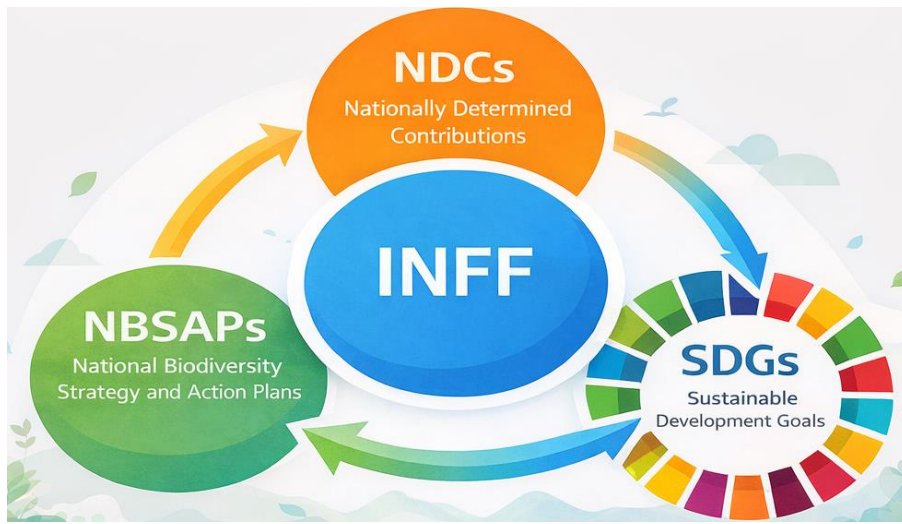 NDCs
Nationally Determined
Contributions
INFF
NBSAPs
National Biodiversity
Strategy and Action Plans
SDGs
Sustainable
Development Goals